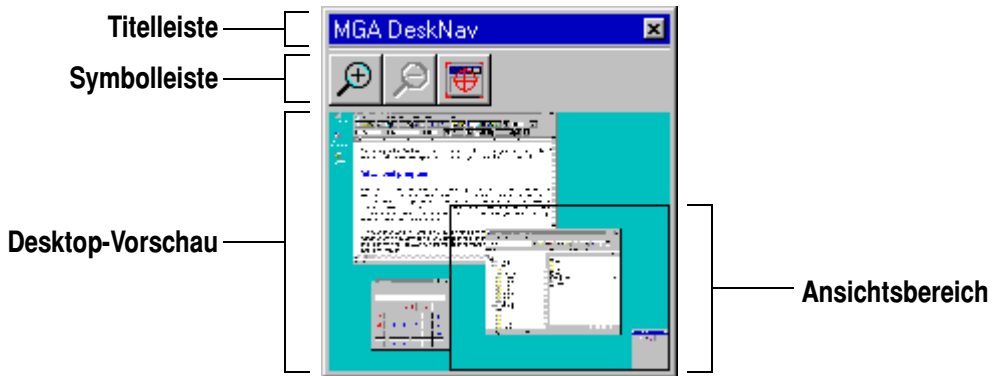 Titelleiste
MGA DeskNav
Symbolleiste
Desktop-Vorschau
Ansichtsbereich